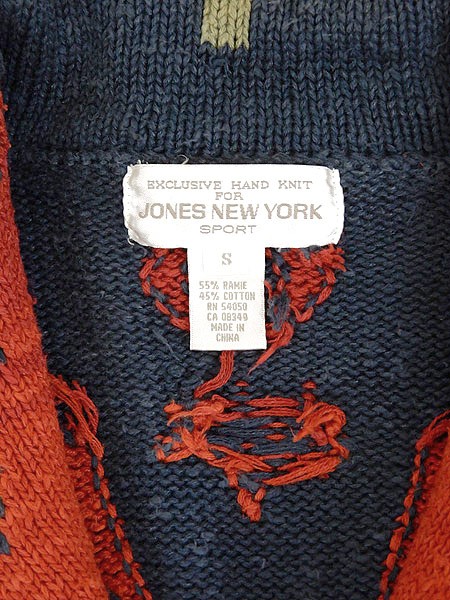 EXCLUSIVE HAND KNIT
FOR
JONES NEW YORK
SPORT
S
55% RAMIE
45% COTTON
RN 54050
CA 08349
MADE IN
CHINA